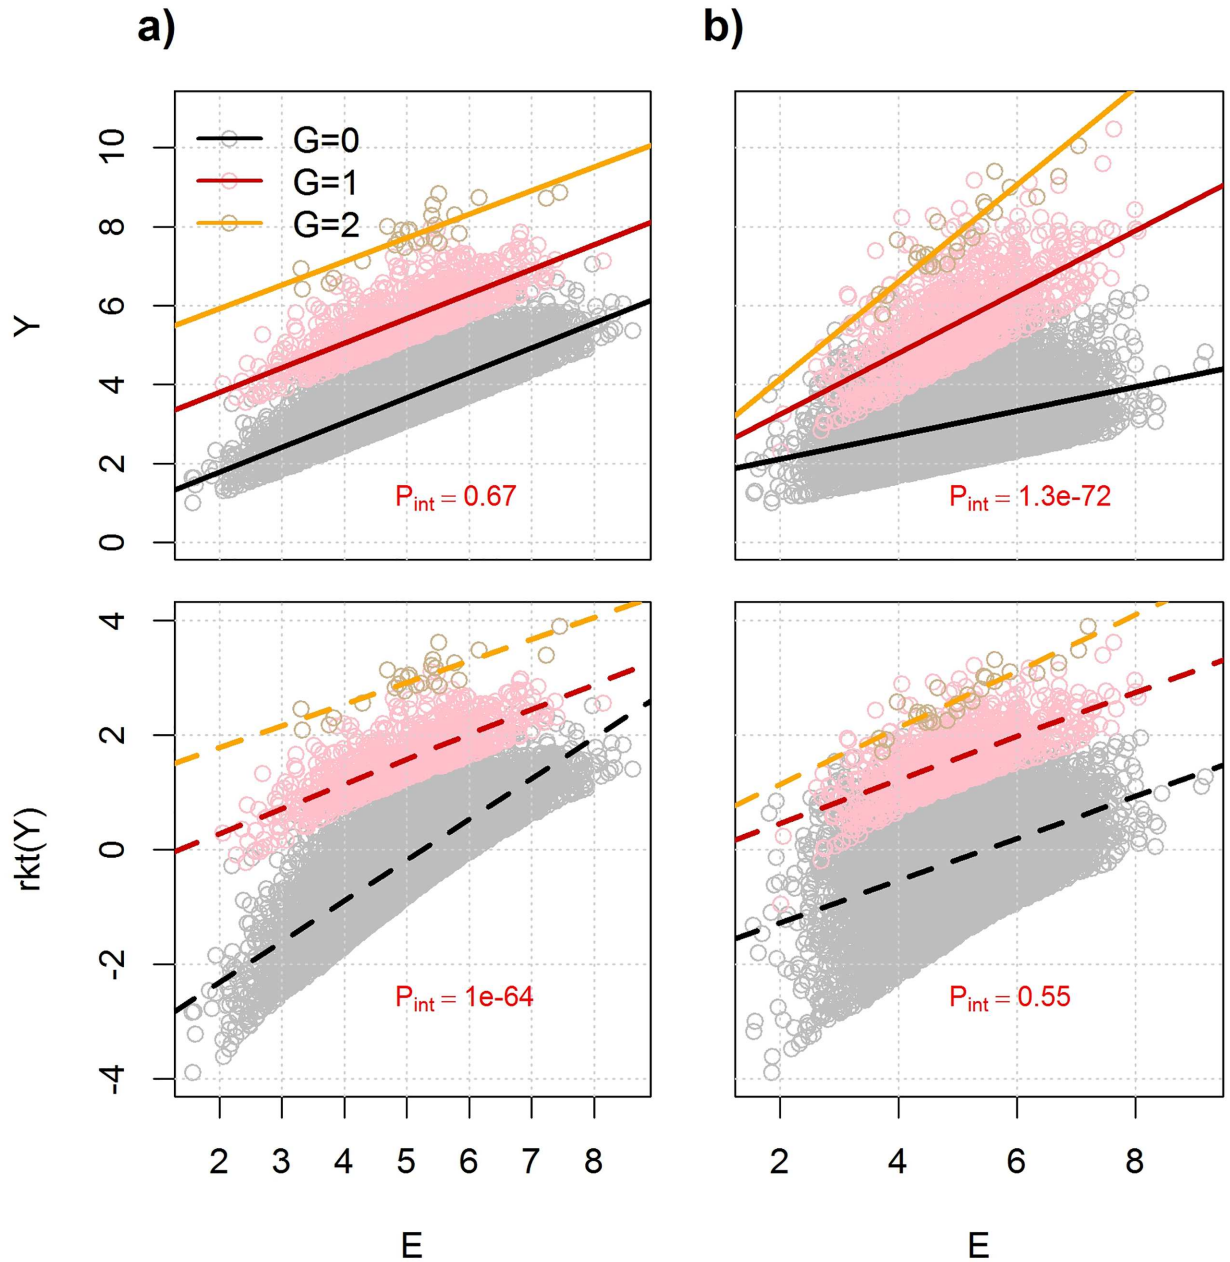 a)
b)
G=0
G=1
G=2
10
8
6
4
2
0
Y
P_int = 0.67
P_int = 1.3e-72
4
2
0
-2
-4
rkt(Y)
P_int = 1e-64
P_int = 0.55
2 3 4 5 6 7 8
2 4 6 8
E
E